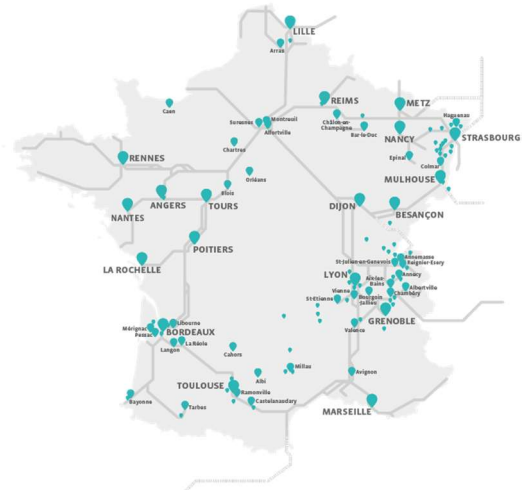 LILLE
Arras
REIMS
METZ
Caen
Suresnes
Montreuil
Alfortville
Châlon-en-
Champagne
Bar-le-Duc
NANCY
Haguenau
STRASBOURG
Chartres
Epinal
Colmar
RENNES
MULHOUSE
Orléans
Blois
ANGERS
TOURS
DIJON
BESANÇON
NANTES
POITIERS
LA ROCHELLE
St-Julien-en-Genevois
Annemasse
Reignier-Esery
LYON
Aix-les-
Bains
Annecy
Albertville
Vienne
Bourgoin
Jallieu
Chambéry
St-Etienne
GRENOBLE
Mérignac
Pessac
Libourne
BORDEAUX
La Réole
Langon
Valence
Cahors
Millau
Avignon
Albi
TOULOUSE
Ramonville
Castelnaudary
MARSEILLE
Bayonne
Tarbes